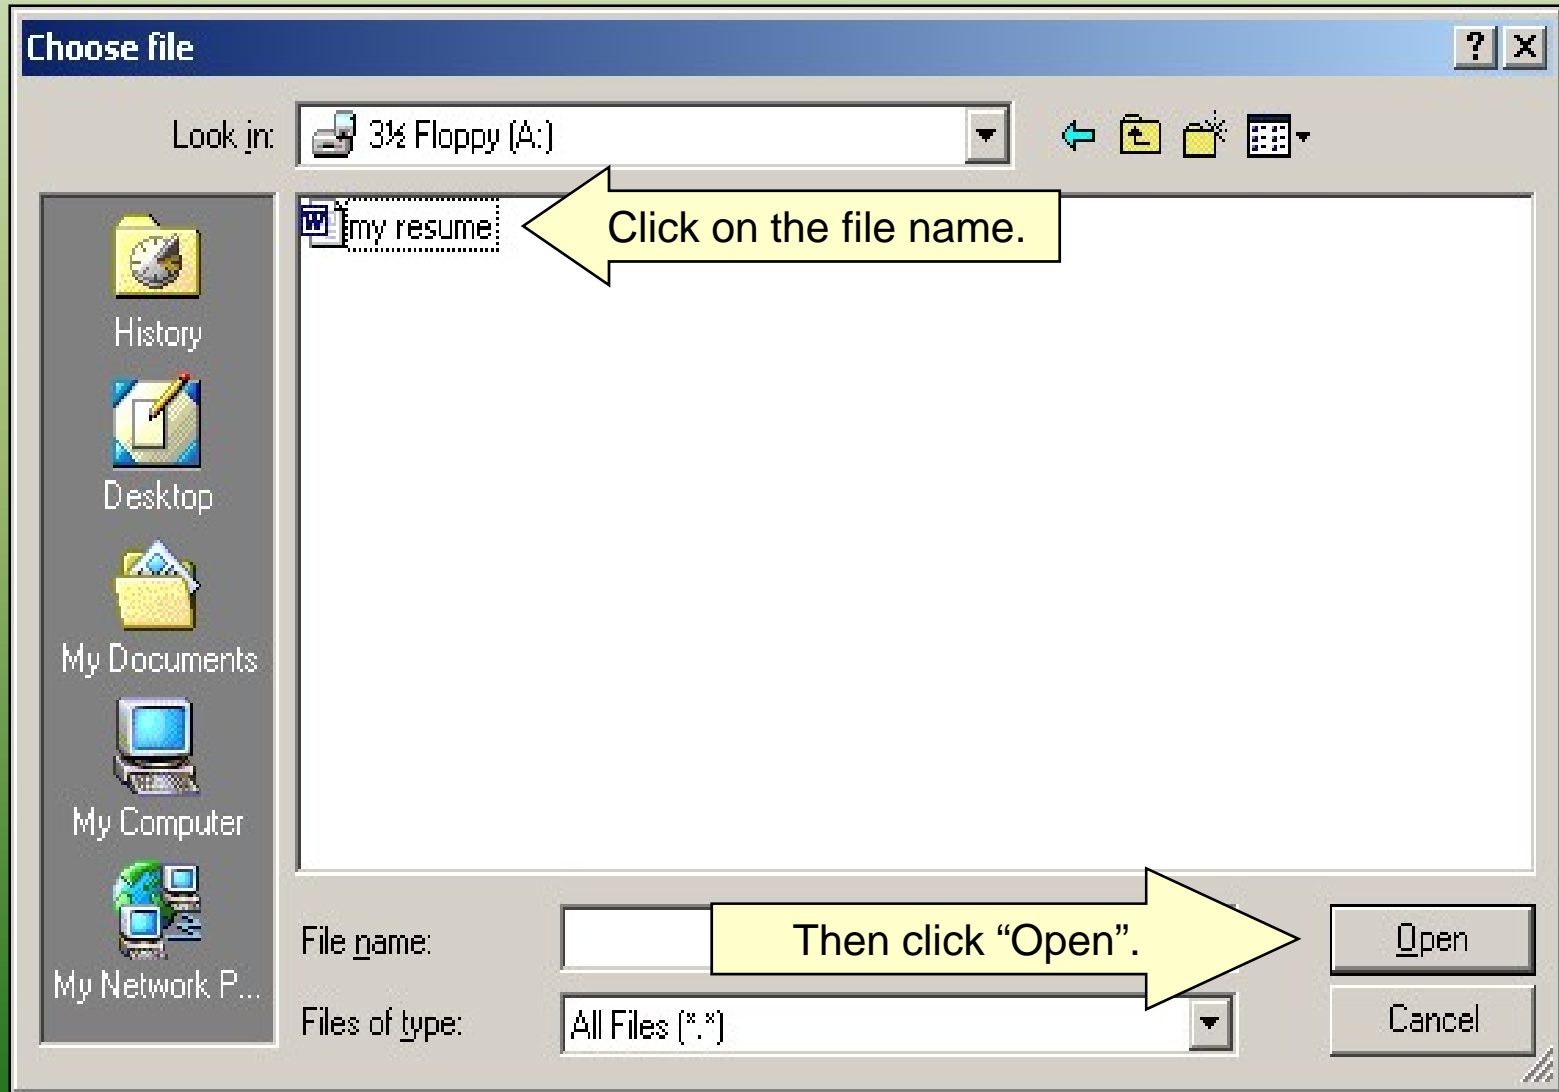 Choose file
Look in: 3½ Floppy (A:)
my resume
Click on the file name.
History
Desktop
My Documents
My Computer
My Network P...
File name:
Then click “Open”.
Open
Files of type: All Files (*.*)
Cancel